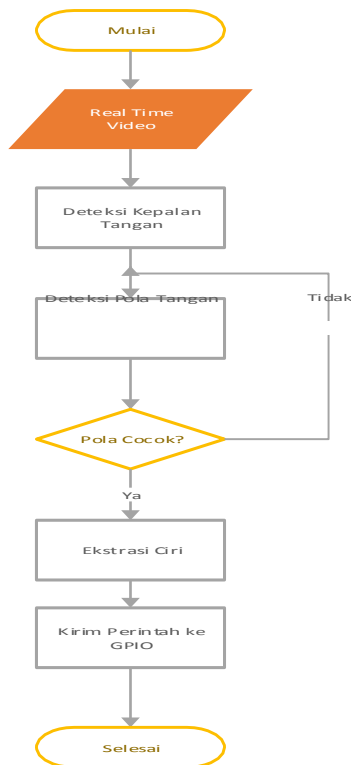 Mulai
Real Time
Video
Deteksi Kepalan
Tangan
Deteksi Pola Tangan
Tidak
Pola Cocok?
Ya
Ekstrasi Ciri
Kirim Perintah ke
GPIO
Selesai